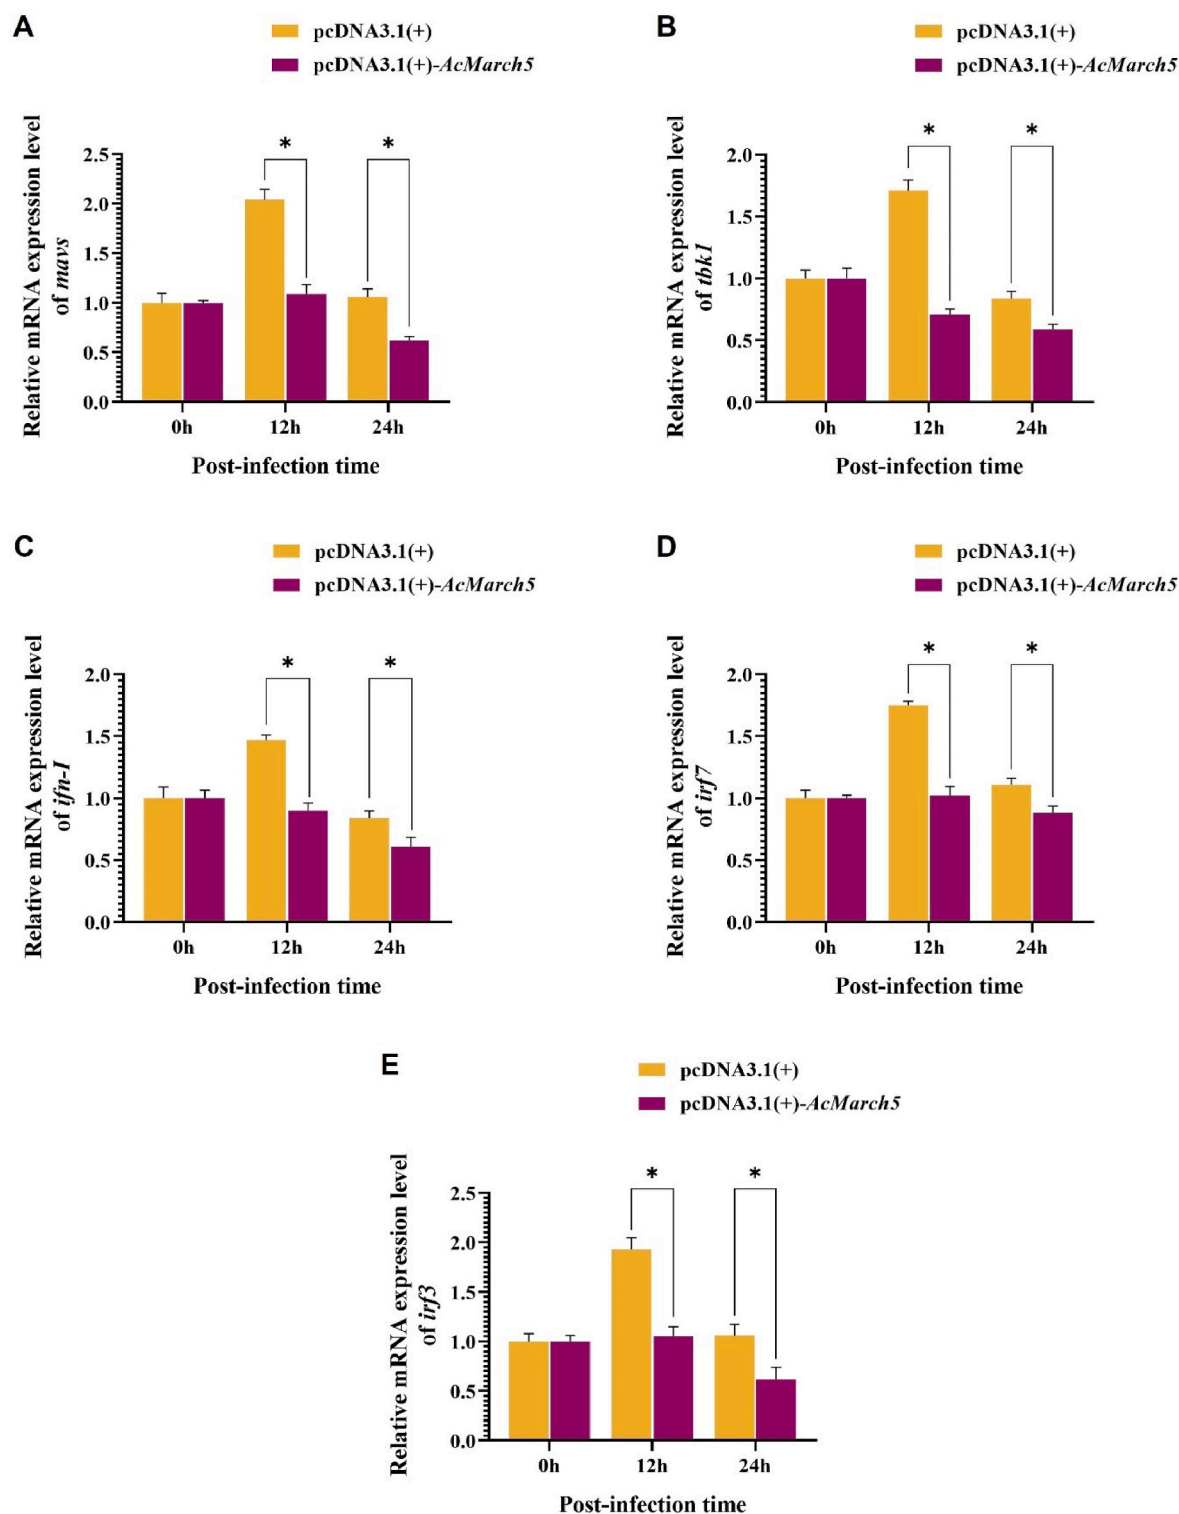 A
pcDNA3.1(+)
pcDNA3.1(+)-AcMarch5
Relative mRNA expression level
of mavs
2.5
2.0
1.5
1.0
0.5
0.0
*
*
0h
12h
24h
Post-infection time
B
pcDNA3.1(+)
pcDNA3.1(+)-AcMarch5
Relative mRNA expression level
of tbk1
2.0
1.5
1.0
0.5
0.0
*
*
0h
12h
24h
Post-infection time
C
pcDNA3.1(+)
pcDNA3.1(+)-AcMarch5
Relative mRNA expression level
of ifn-I
2.0
1.5
1.0
0.5
0.0
*
*
0h
12h
24h
Post-infection time
D
pcDNA3.1(+)
pcDNA3.1(+)-AcMarch5
Relative mRNA expression level
of irf7
2.0
1.5
1.0
0.5
0.0
*
*
0h
12h
24h
Post-infection time
E
pcDNA3.1(+)
pcDNA3.1(+)-AcMarch5
Relative mRNA expression level
of irf3
2.5
2.0
1.5
1.0
0.5
0.0
*
*
0h
12h
24h
Post-infection time